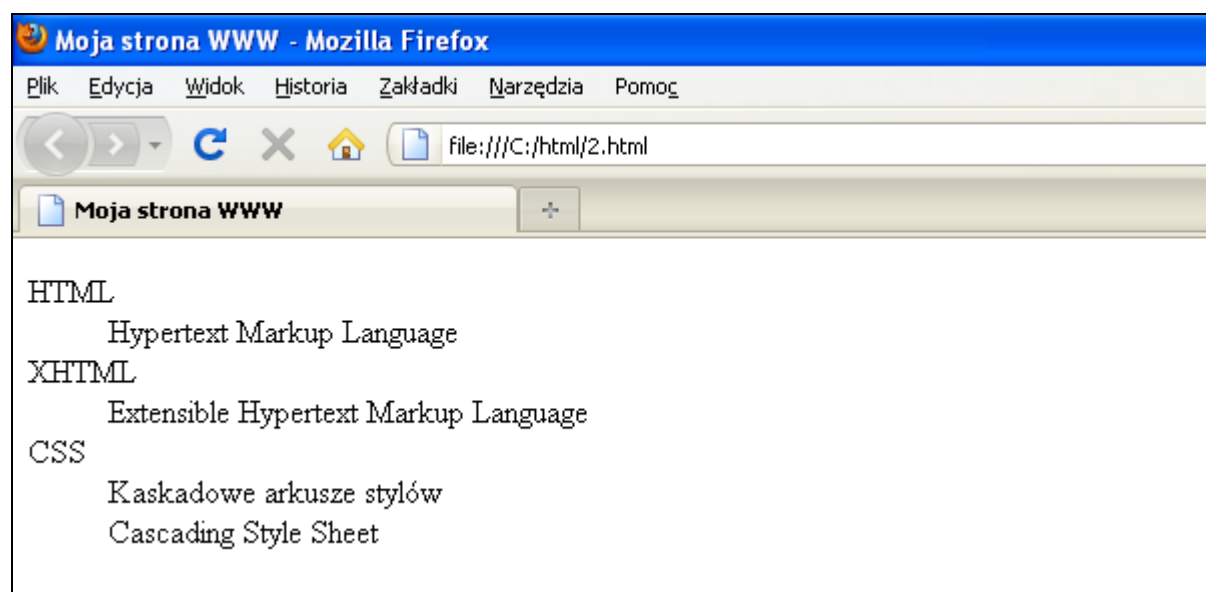 Moja strona WWW - Mozilla Firefox
Plik Edycja Widok Historia Zakładki Narzędzia Pomoc
file:///C:/html/2.html
Moja strona WWW
HTML
Hypertext Markup Language
XHTML
Extensible Hypertext Markup Language
CSS
Kaskadowe arkusze stylów
Cascading Style Sheet